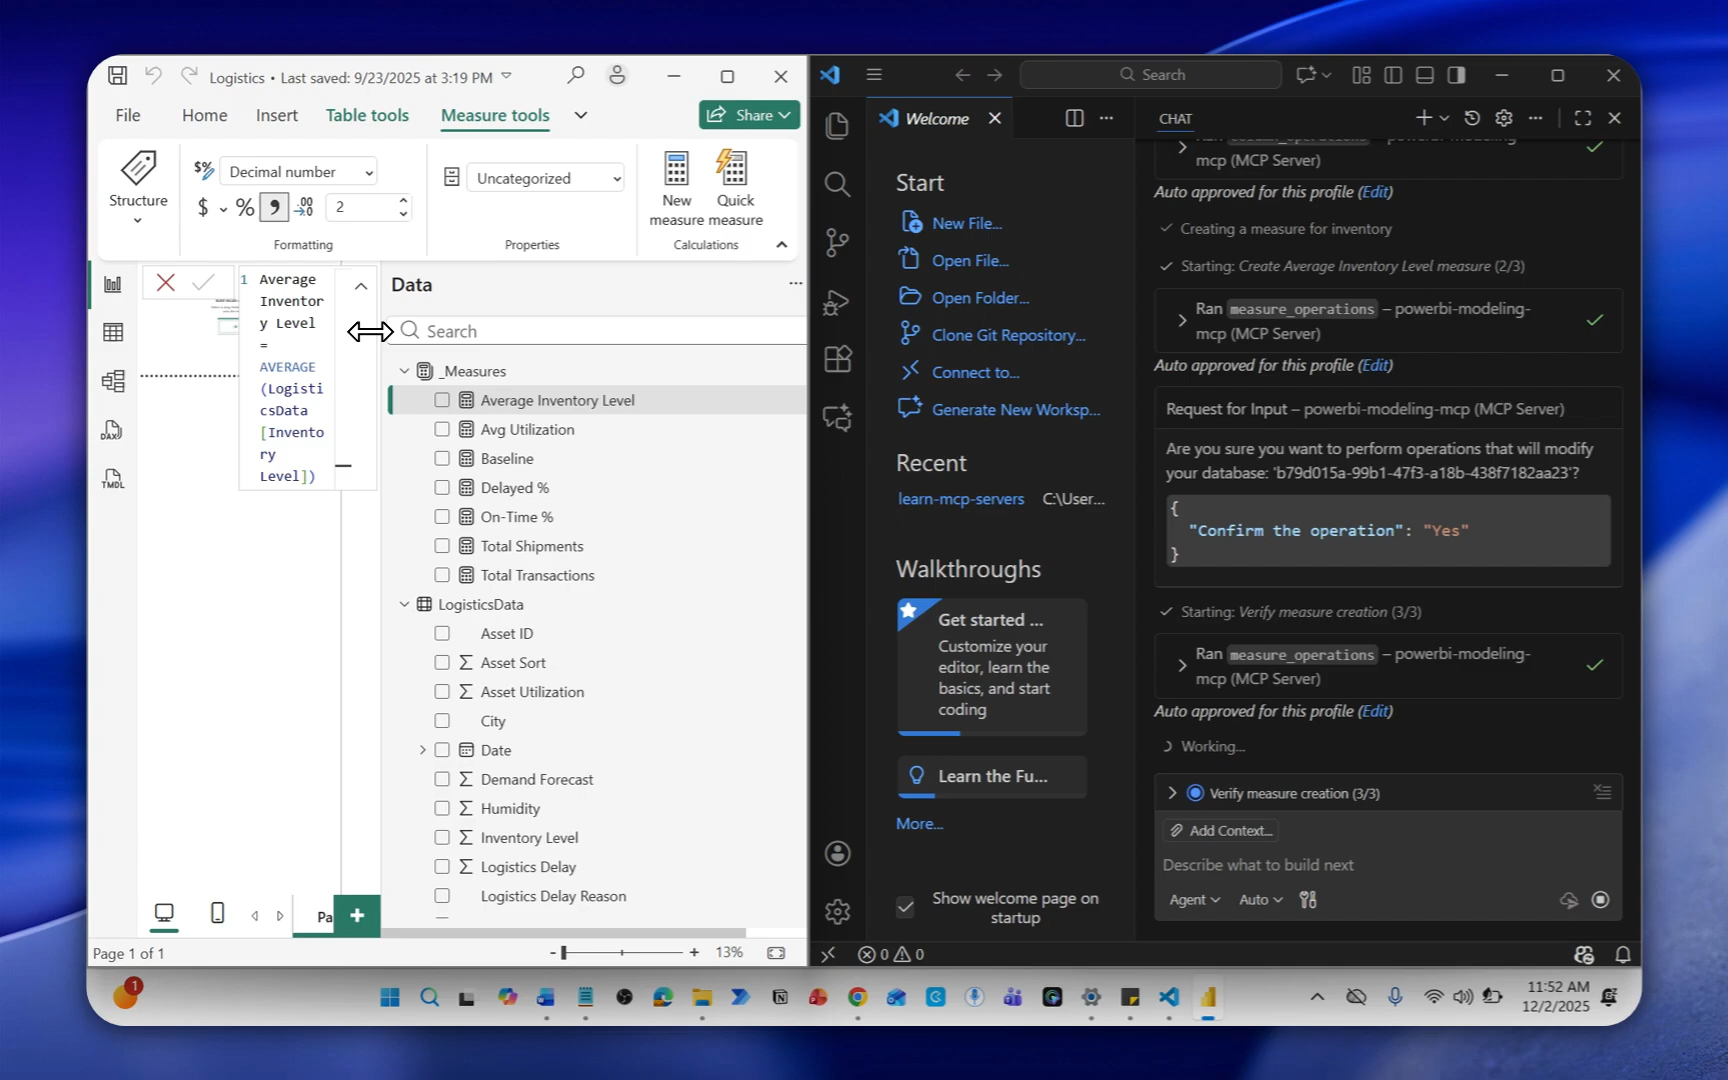 Logistics • Last saved: 9/23/2025 at 3:19 PM
File
Home
Insert
Table tools
Measure tools
Share
Structure
Decimal number
$
%
2
Formatting
Uncategorized
Properties
New measure
Quick measure
Calculations
1
Average
Inventor
y Level
=
AVERAGE
(Logisti
csData
[Invento
ry
Level])
Data
Search
_Measures
Average Inventory Level
Avg Utilization
Baseline
Delayed %
On-Time %
Total Shipments
Total Transactions
LogisticsData
Asset ID
Asset Sort
Asset Utilization
City
Date
Demand Forecast
Humidity
Inventory Level
Logistics Delay
Logistics Delay Reason
DAX
TMDL
Pa
Page 1 of 1
- + 13%
Search
Welcome
Start
New File...
Open File...
Open Folder...
Clone Git Repository...
Connect to...
Generate New Worksp...
Recent
learn-mcp-servers C:\User...
Walkthroughs
Get started ...
Customize your
editor, learn the
basics, and start
coding
Learn the Fu...
More...
Show welcome page on
startup
0 0
CHAT
mcp (MCP Server)
Auto approved for this profile (Edit)
Creating a measure for inventory
Starting: Create Average Inventory Level measure (2/3)
Ran measure_operations – powerbi-modeling-
mcp (MCP Server)
Auto approved for this profile (Edit)
Request for Input – powerbi-modeling-mcp (MCP Server)
Are you sure you want to perform operations that will modify
your database: 'b79d015a-99b1-47f3-a18b-438f7182aa23'?
{
"Confirm the operation": "Yes"
}
Starting: Verify measure creation (3/3)
Ran measure_operations – powerbi-modeling-
mcp (MCP Server)
Auto approved for this profile (Edit)
Working...
Verify measure creation (3/3)
Add Context...
Describe what to build next
Agent
Auto
1
11:52 AM
12/2/2025